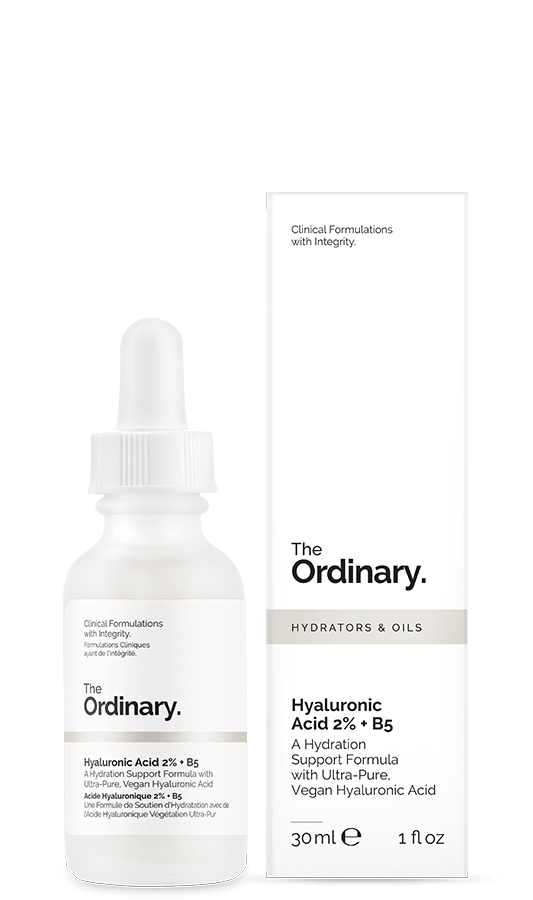 Clinical Formulations
with Integrity.
The
Ordinary.
HYDRATORS & OILS
Hyaluronic
Acid 2% + B5
A Hydration
Support Formula
with Ultra-Pure,
Vegan Hyaluronic Acid
30 ml ℮ 1 fl oz
Clinical Formulations
with Integrity.
Formulations Cliniques
ayant de l'intégrité.
The
Ordinary.
Hyaluronic Acid 2% + B5
A Hydration Support Formula with
Ultra-Pure, Vegan Hyaluronic Acid
Acide Hyaluronique 2% + B5
Une Formule de Soutien d'Hydratation avec de
l'Acide Hyaluronique Végétalien Ultra-Pur